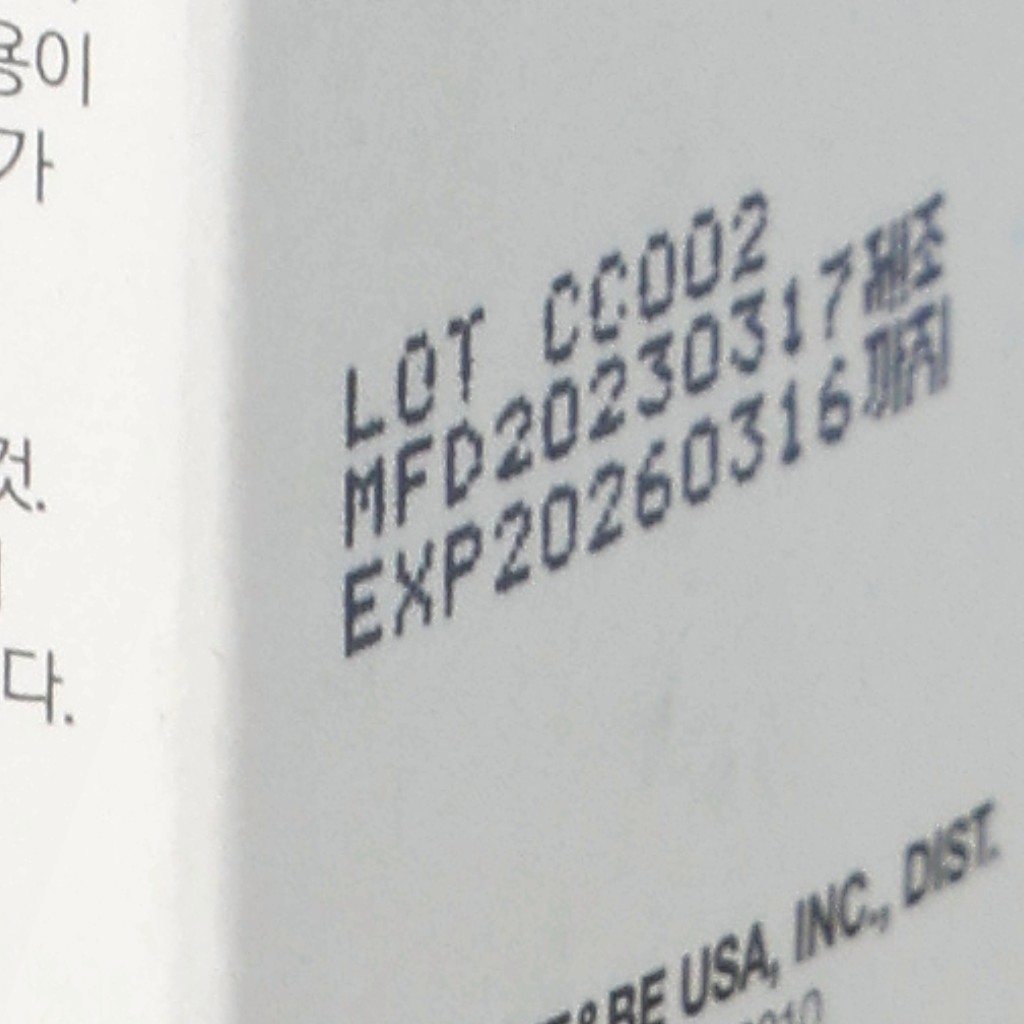 용이
가
것.
다.
LOT CC002
MFD20230317제조
EXP20260316까지
BE USA, INC., DIST.